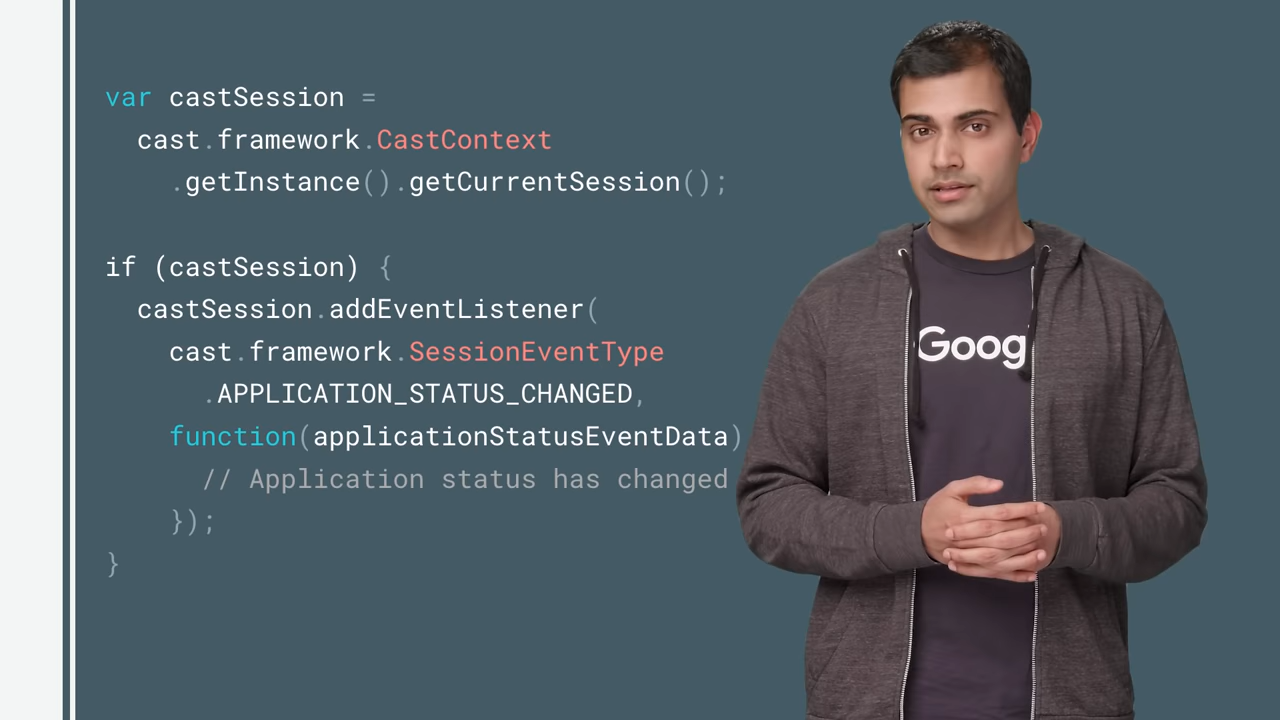 var castSession =
cast.framework.CastContext
.getInstance().getCurrentSession();
if (castSession) {
castSession.addEventListener(
cast.framework.SessionEventType
.APPLICATION_STATUS_CHANGED,
function(applicationStatusEventData)
// Application status has changed
});
}
Goog